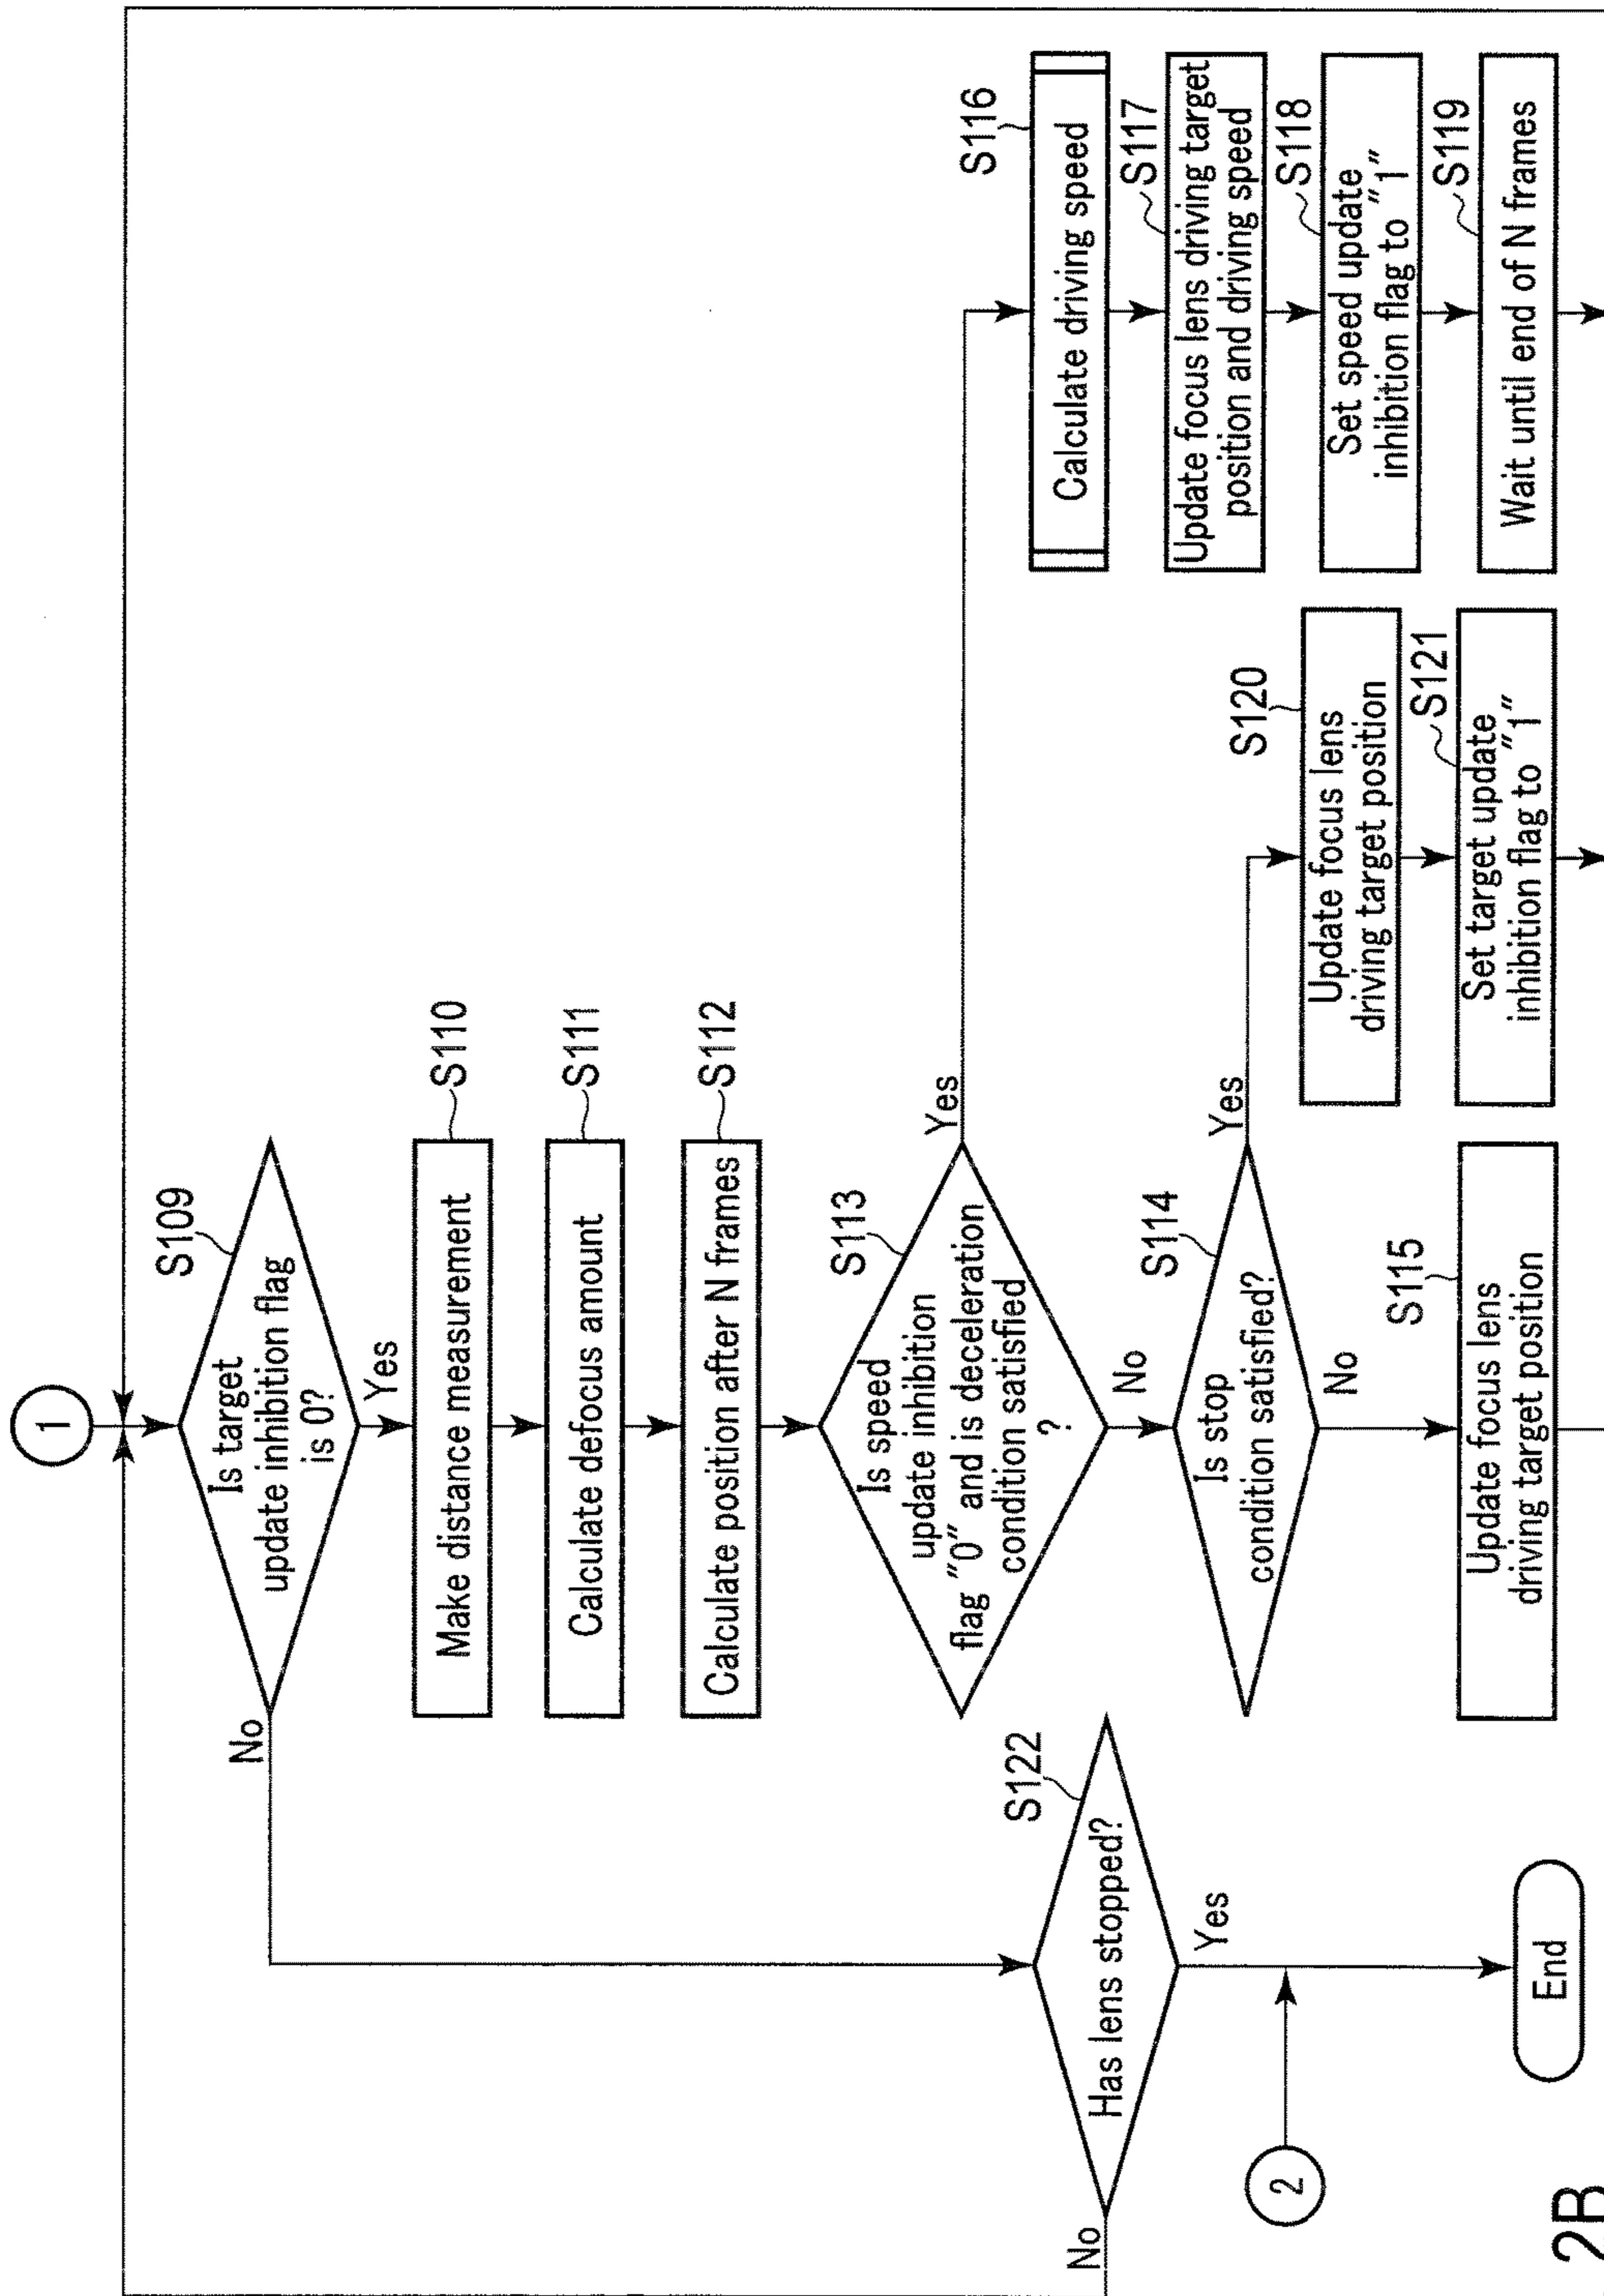 1
S109
Is target
update inhibition flag
is 0?
No
Yes
Make distance measurement
S110
Calculate defocus amount
S111
Calculate position after N frames
S112
S113
Is speed
update inhibition
flag "0" and is deceleration
condition satisfied
?
Yes
No
S114
Is stop
condition satisfied?
Yes
No
S115
Update focus lens
driving target position
S116
Calculate driving speed
S117
Update focus lens driving target
position and driving speed
S118
Set speed update
inhibition flag to "1"
S119
Wait until end of N frames
S120
Update focus lens
driving target position
S121
Set target update
inhibition flag to "1"
S122
Has lens stopped?
No
Yes
2
End
2B